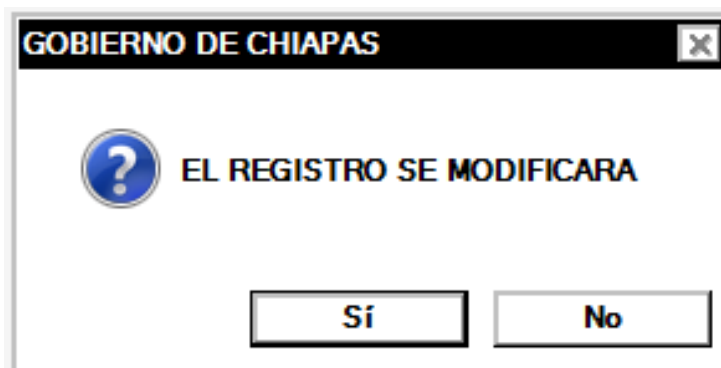 GOBIERNO DE CHIAPAS
EL REGISTRO SE MODIFICARA
Sí
No